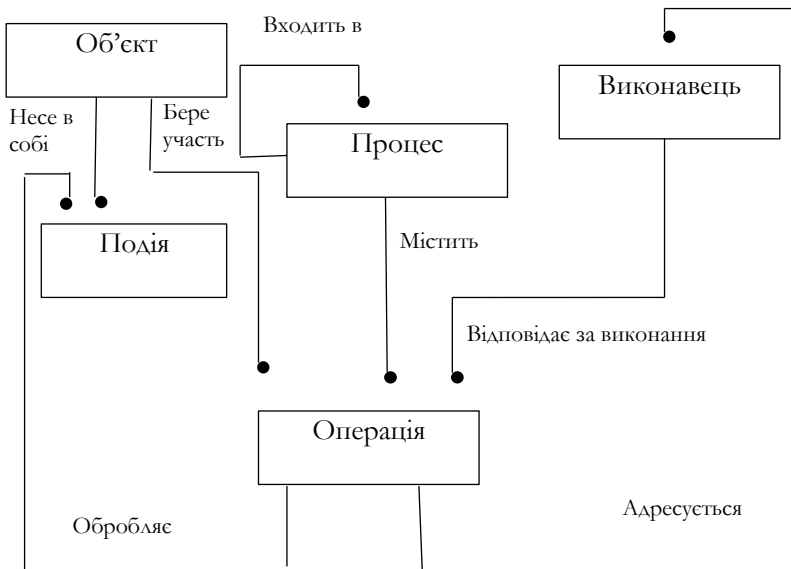 Об’єкт
Входить в
Виконавець
Несе в
собі
Бере
участь
Процес
Подія
Містить
Відповідає за виконання
Операція
Обробляє
Адресується